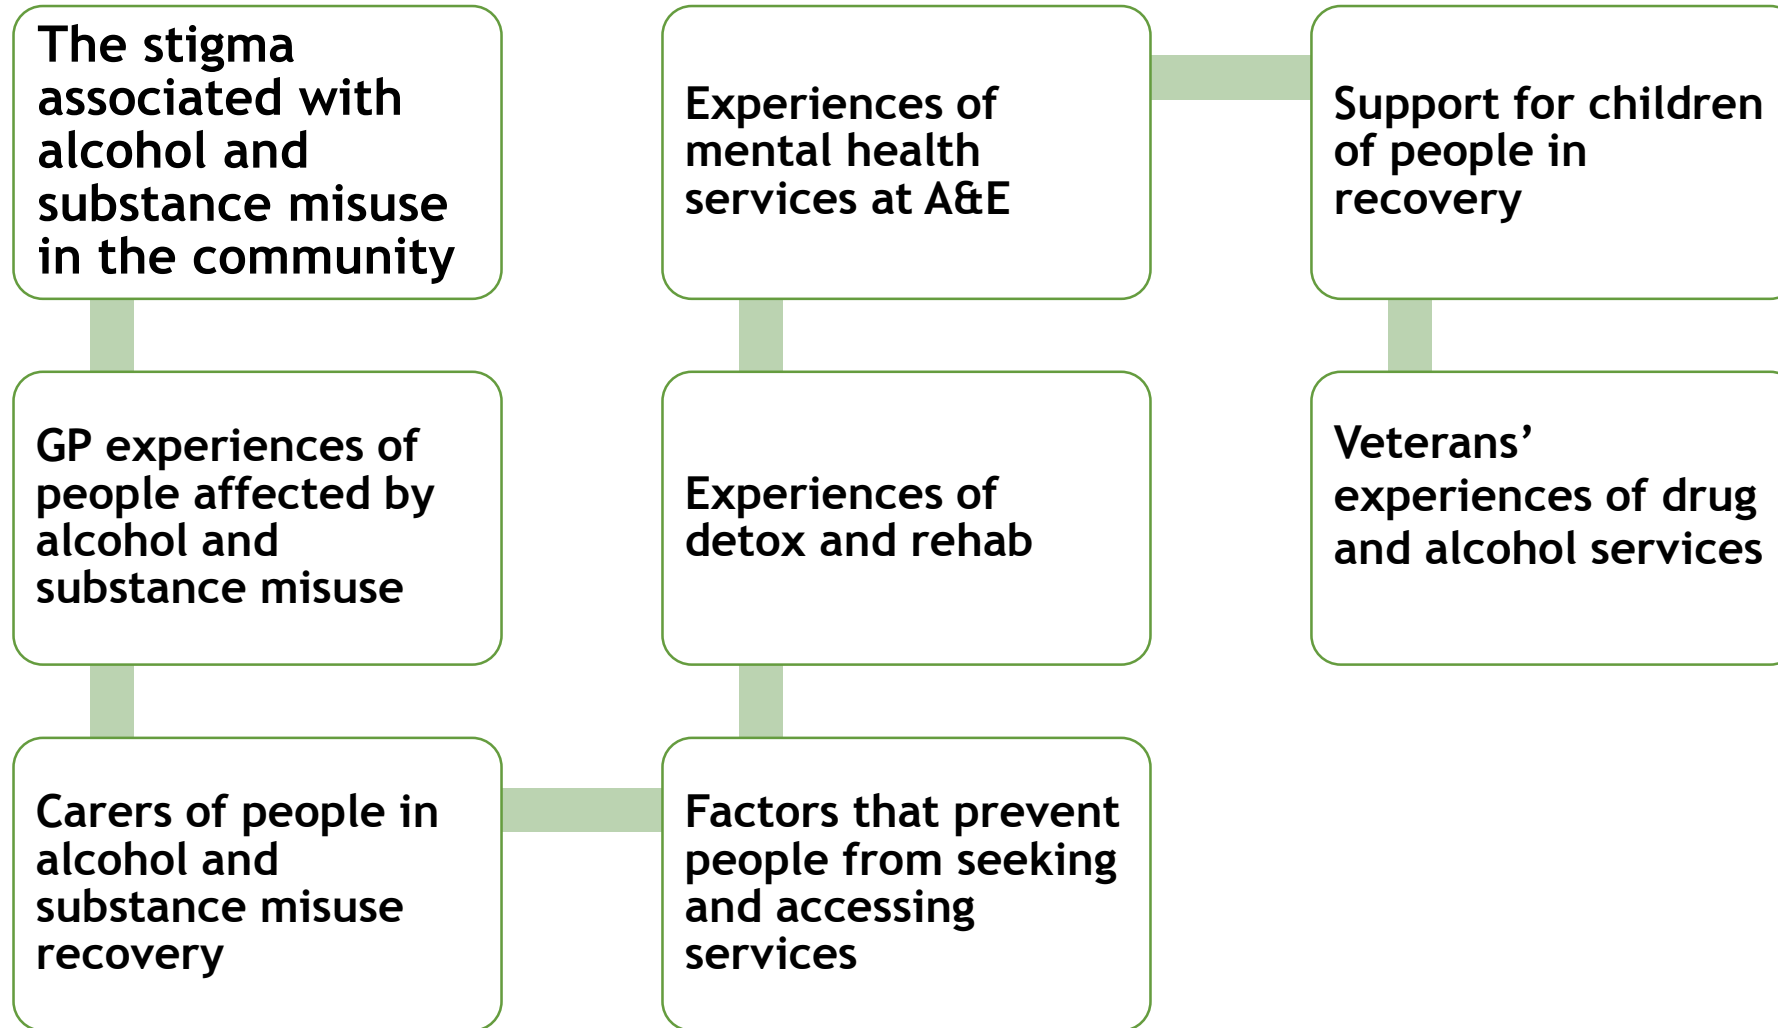 The stigma
associated with
alcohol and
substance misuse
in the community
GP experiences of
people affected by
alcohol and
substance misuse
Carers of people in
alcohol and
substance misuse
recovery
Factors that prevent
people from seeking
and accessing
services
Experiences of
detox and rehab
Experiences of
mental health
services at A&E
Support for children
of people in
recovery
Veterans’
experiences of drug
and alcohol services